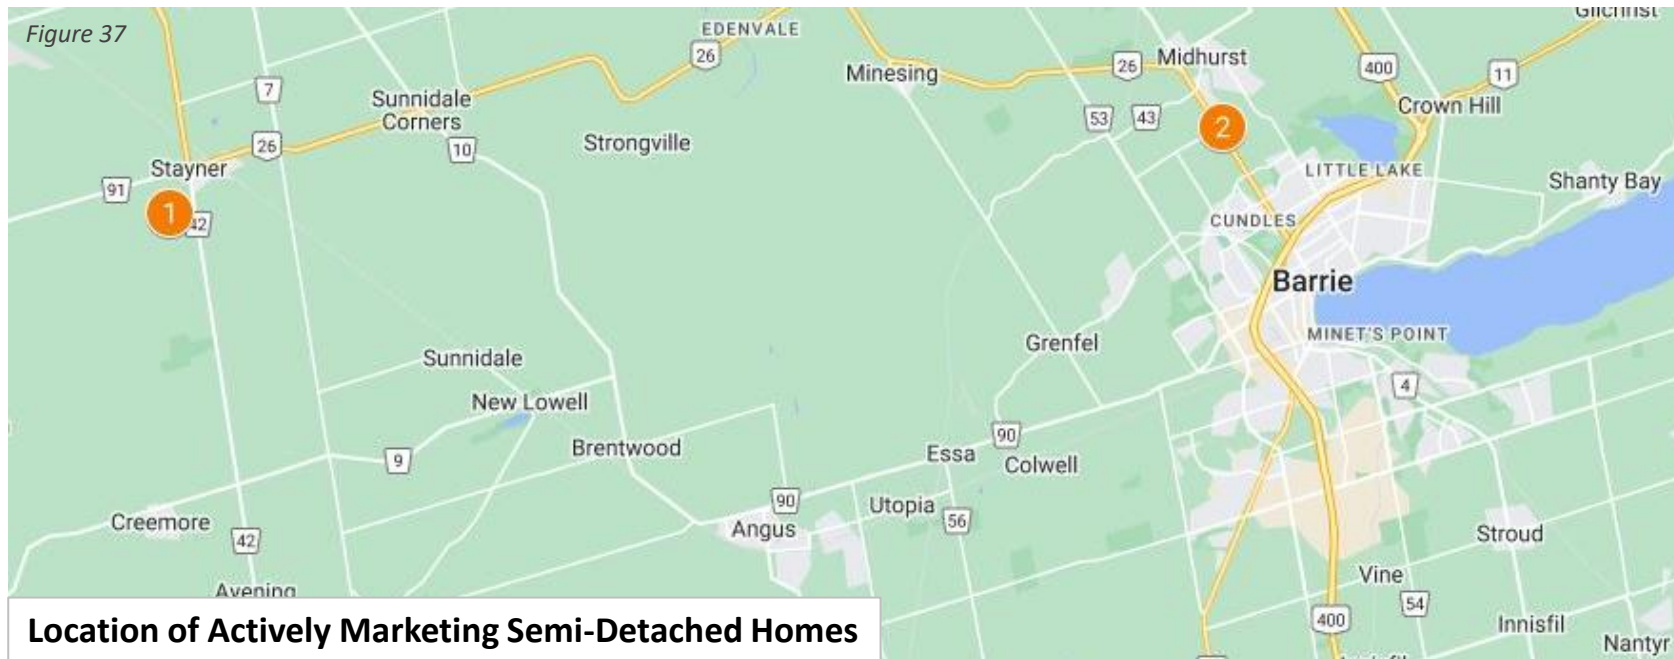 Figure 37
EDENVALE
Gilchrist
26
Minesing
26
Midhurst
400
11
7
Sunnidale
Corners
53
43
2
Crown Hill
26
10
Strongville
Stayner
91
LITTLE LAKE
Shanty Bay
1
42
CUNDLES
Barrie
MINET'S POINT
Grenfel
Sunnidale
4
New Lowell
90
Brentwood
Essa
Colwell
9
90
Utopia
Creemore
Angus
56
Stroud
42
Vine
Avening
54
400
Innisfil
Nantyr
Location of Actively Marketing Semi-Detached Homes